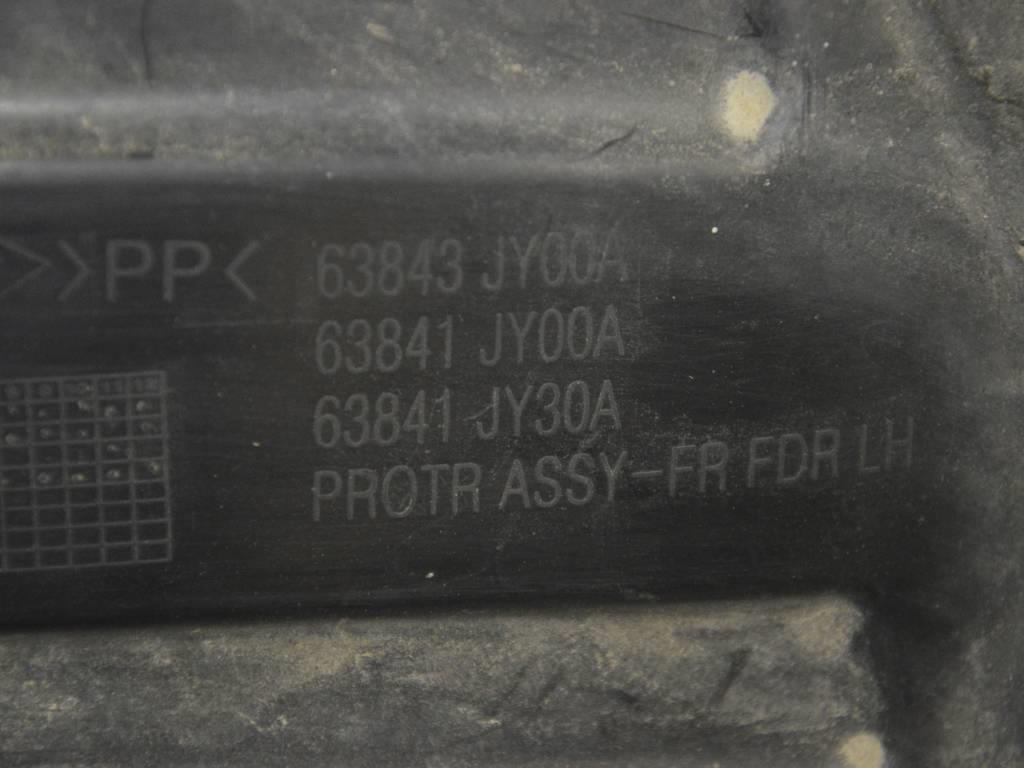 >PP<
63843 JY00A
63841 JY00A
63841 JY30A
PROTR ASSY-FR FDR LH